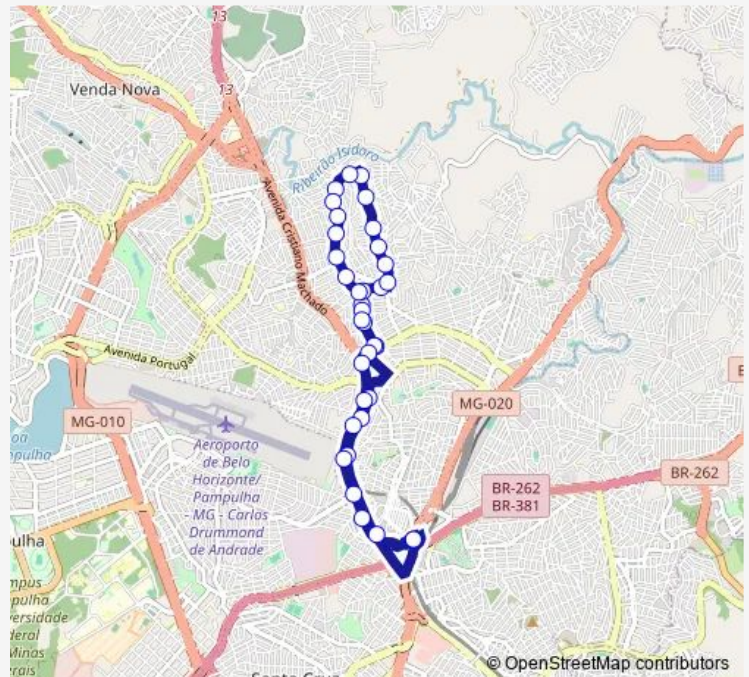 13
Venda Nova
13
Ribeirão Isidoro
Avenida Cristiano Machado
Avenida Portugal
MG-010
MG-020
Aeroporto
de Belo
Horizonte/
Pampulha
- MG - Carlos
Drummond
de Andrade
BR-262
BR-262
BR-381
© OpenStreetMap contributors